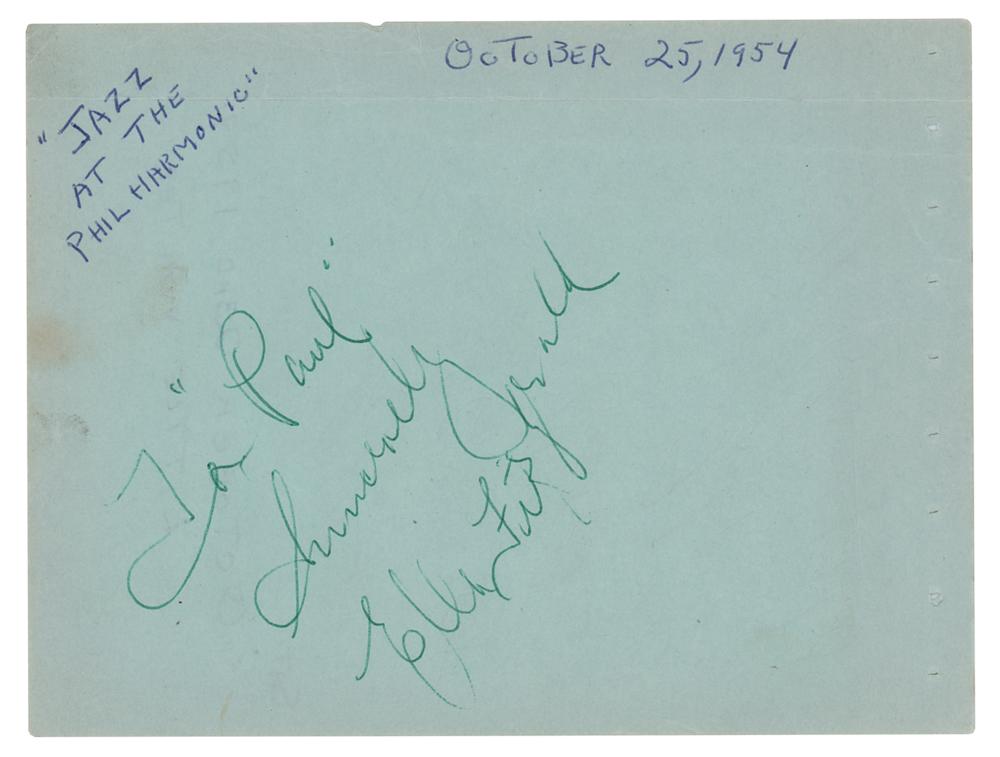 OCTOBER 25, 1954
"JAZZ
AT THE
PHILHARMONIC"
To "Paul"
Sincerely
Ella Fitzgerald